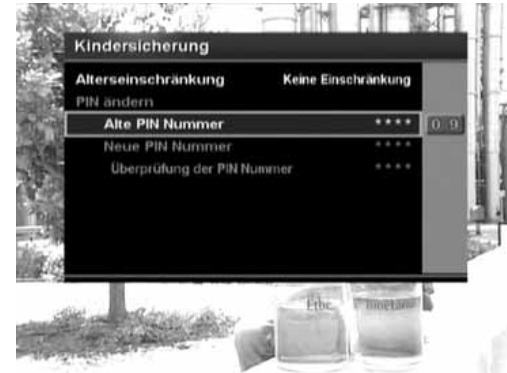 Kindersicherung
Alterseinschränkung Keine Einschränkung
PIN ändern
Alte PIN Nummer **** 0 9
Neue PIN Nummer ****
Überprüfung der PIN Nummer ****